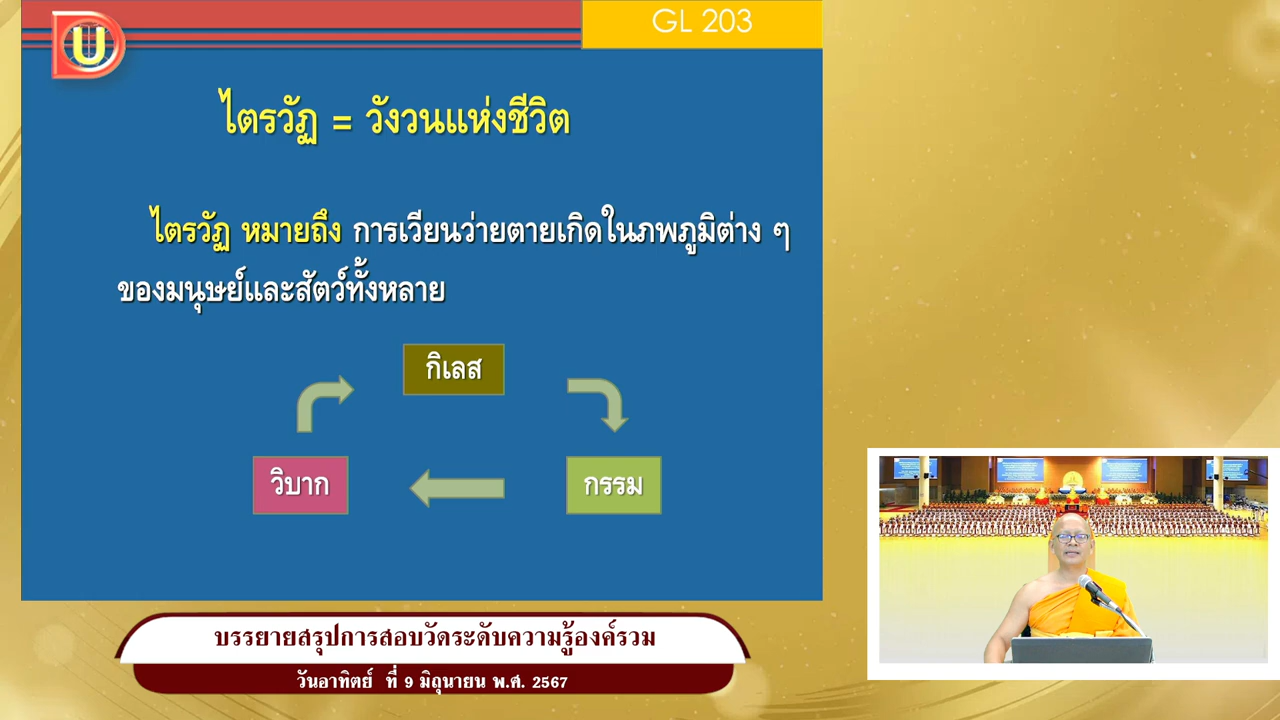 GL 203
U
ไตรวัฏ = วังวนแห่งชีวิต
ไตรวัฏ หมายถึง การเวียนว่ายตายเกิดในภพภูมิต่าง ๆ
ของมนุษย์และสัตว์ทั้งหลาย
กิเลส
วิบาก
กรรม
บรรยายสรุปการสอบวัดระดับความรู้องค์รวม
วันอาทิตย์ ที่ 9 มิถุนายน พ.ศ. 2567